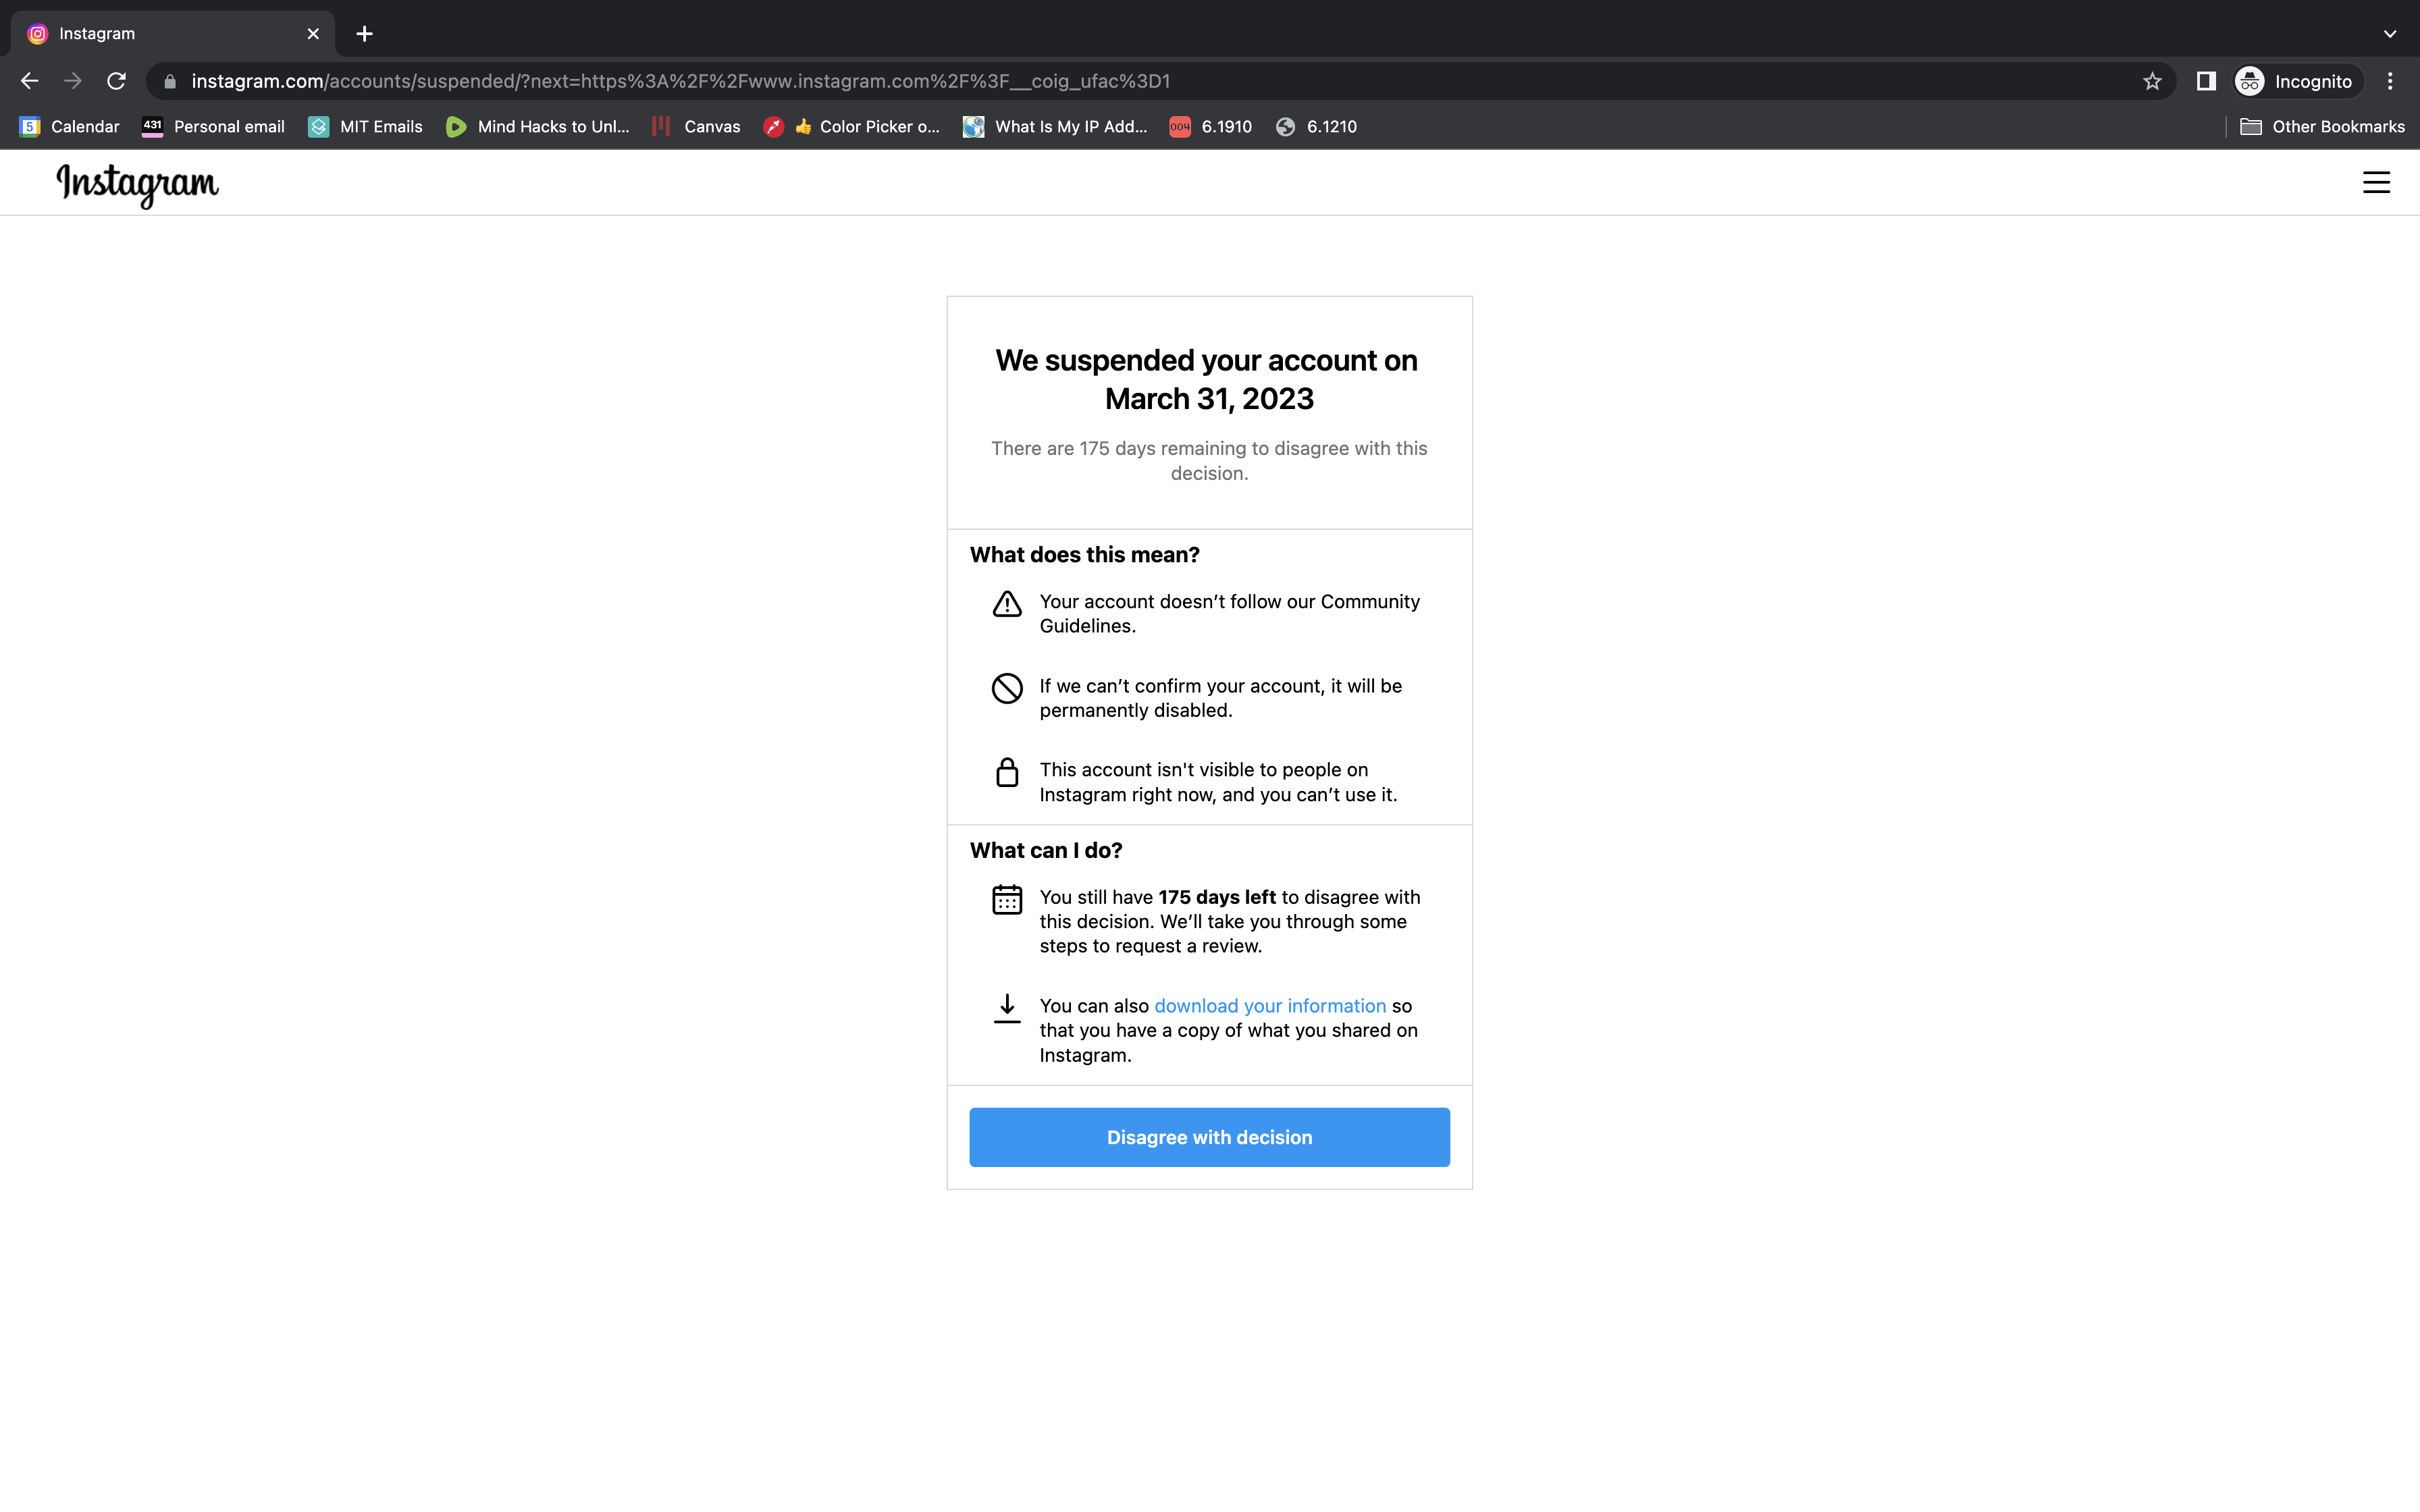 Instagram
instagram.com/accounts/suspended/?next=https%3A%2F%2Fwww.instagram.com%2F%3F__coig_ufac%3D1
Incognito
5 Calendar 431 Personal email MIT Emails Mind Hacks to Unl... Canvas 👍 Color Picker o... What Is My IP Add... 004 6.1910 6.1210 Other Bookmarks
Instagram
We suspended your account on
March 31, 2023
There are 175 days remaining to disagree with this
decision.
What does this mean?
Your account doesn’t follow our Community
Guidelines.
If we can’t confirm your account, it will be
permanently disabled.
This account isn't visible to people on
Instagram right now, and you can’t use it.
What can I do?
You still have 175 days left to disagree with
this decision. We’ll take you through some
steps to request a review.
You can also download your information so
that you have a copy of what you shared on
Instagram.
Disagree with decision